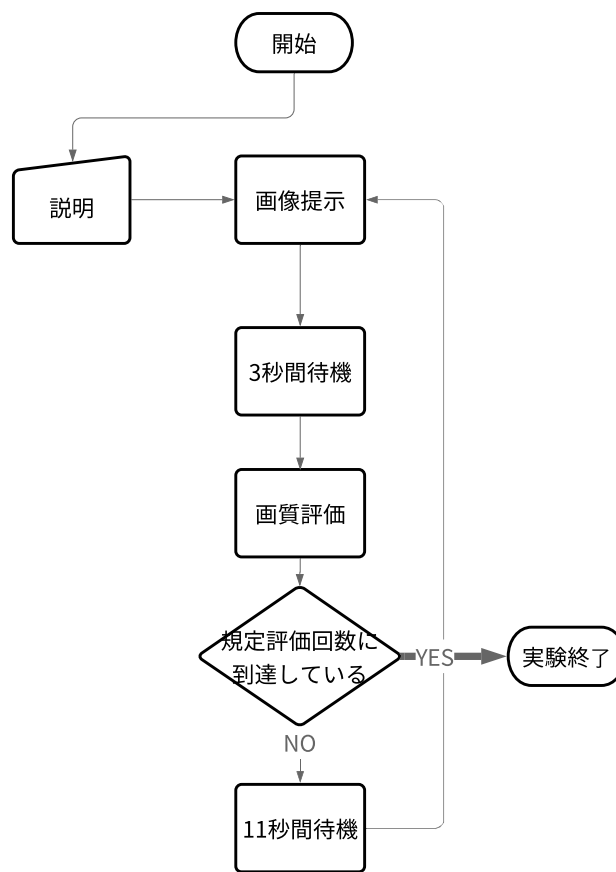 開始
説明
画像提示
3秒間待機
画質評価
規定評価回数に
到達している
YES
実験終了
NO
11秒間待機